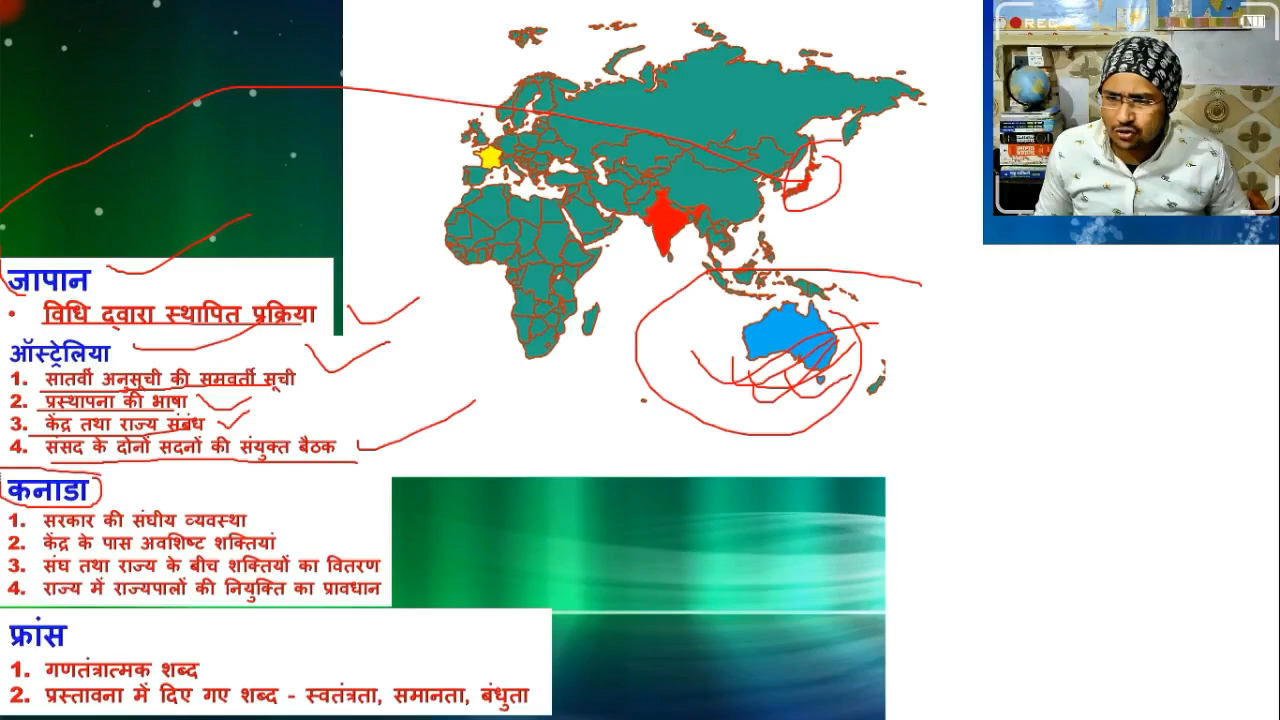 REC
जापान
• विधि द्वारा स्थापित प्रक्रिया
ऑस्ट्रेलिया
1. सातवीं अनुसूची की समवर्ती सूची
2. प्रस्थापना की भाषा
3. केंद्र तथा राज्य संबंध
4. संसद के दोनों सदनों की संयुक्त बैठक
कनाडा
1. सरकार की संघीय व्यवस्था
2. केंद्र के पास अवशिष्ट शक्तियां
3. संघ तथा राज्य के बीच शक्तियों का वितरण
4. राज्य में राज्यपालों की नियुक्ति का प्रावधान
फ्रांस
1. गणतंत्रात्मक शब्द
2. प्रस्तावना में दिए गए शब्द - स्वतंत्रता, समानता, बंधुता